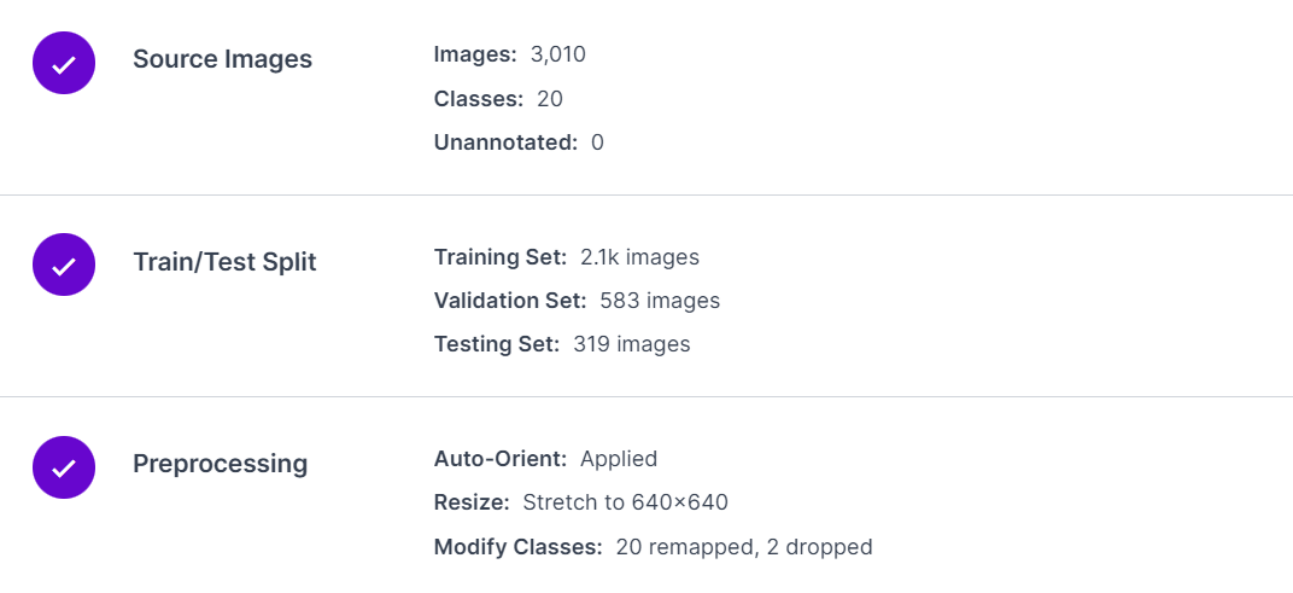 Source Images
Images: 3,010
Classes: 20
Unannotated: 0
Train/Test Split
Training Set: 2.1k images
Validation Set: 583 images
Testing Set: 319 images
Preprocessing
Auto-Orient: Applied
Resize: Stretch to 640×640
Modify Classes: 20 remapped, 2 dropped